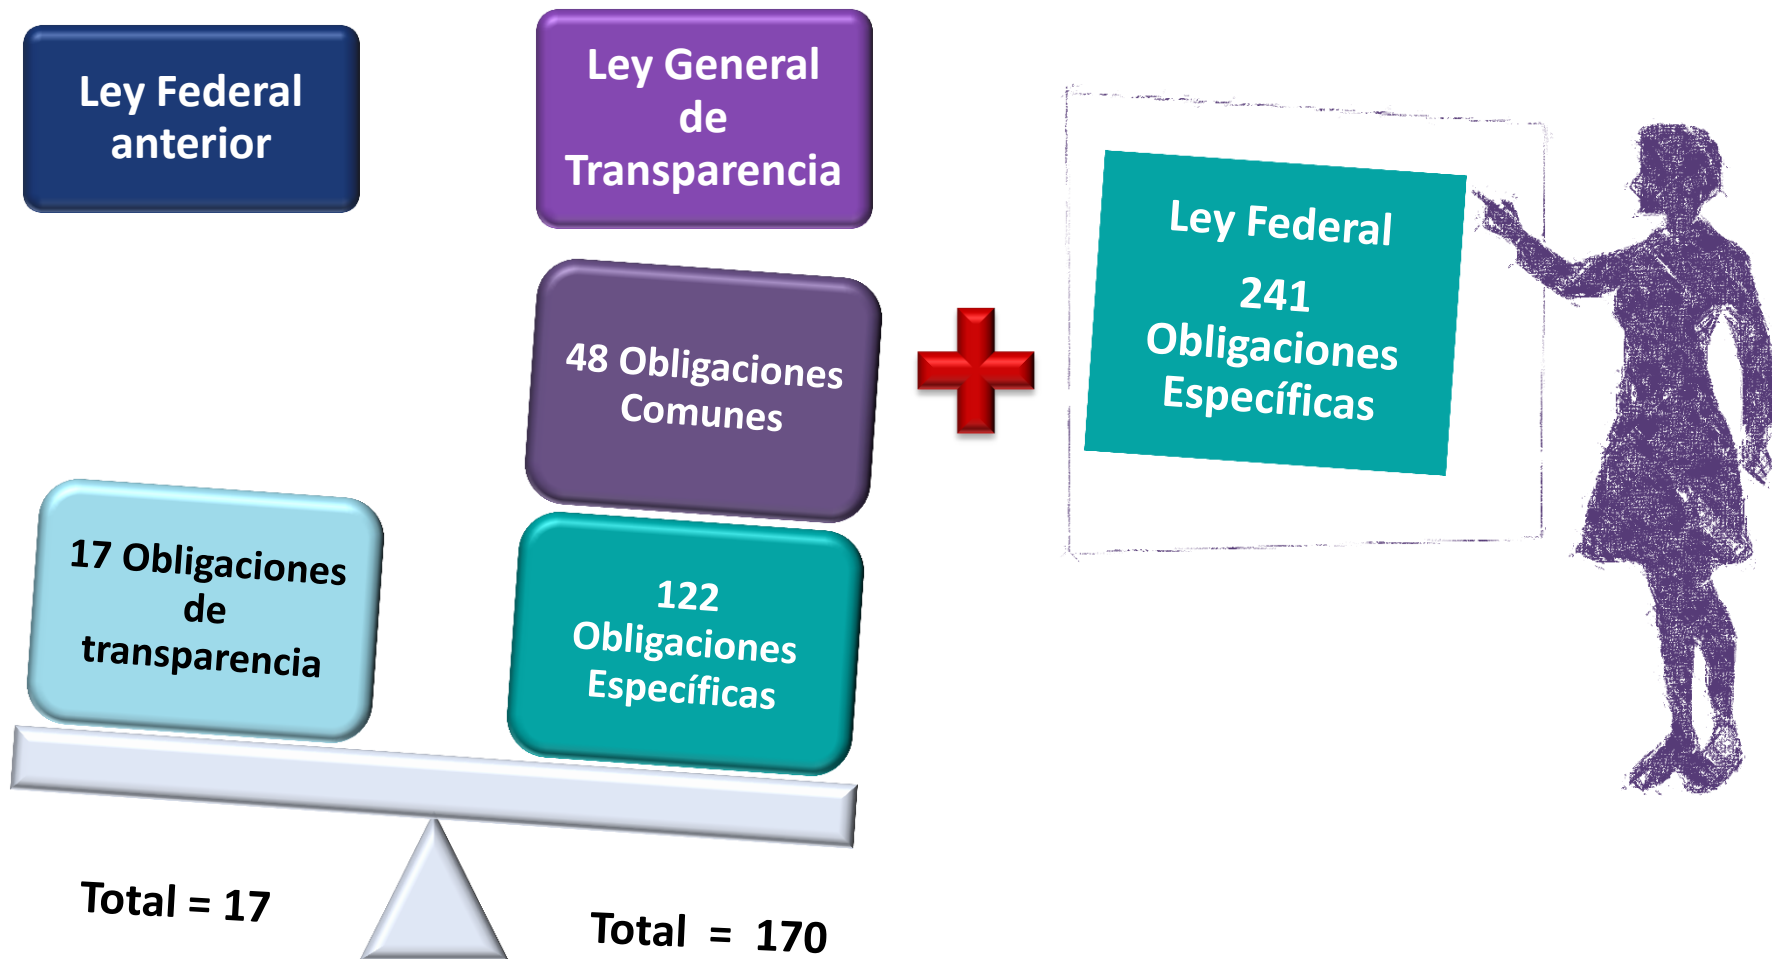 Ley Federal
anterior
Ley General
de
Transparencia
48 Obligaciones
Comunes
17 Obligaciones
de
transparencia
122
Obligaciones
Específicas
Total = 17
Total = 170
Ley Federal
241
Obligaciones
Específicas